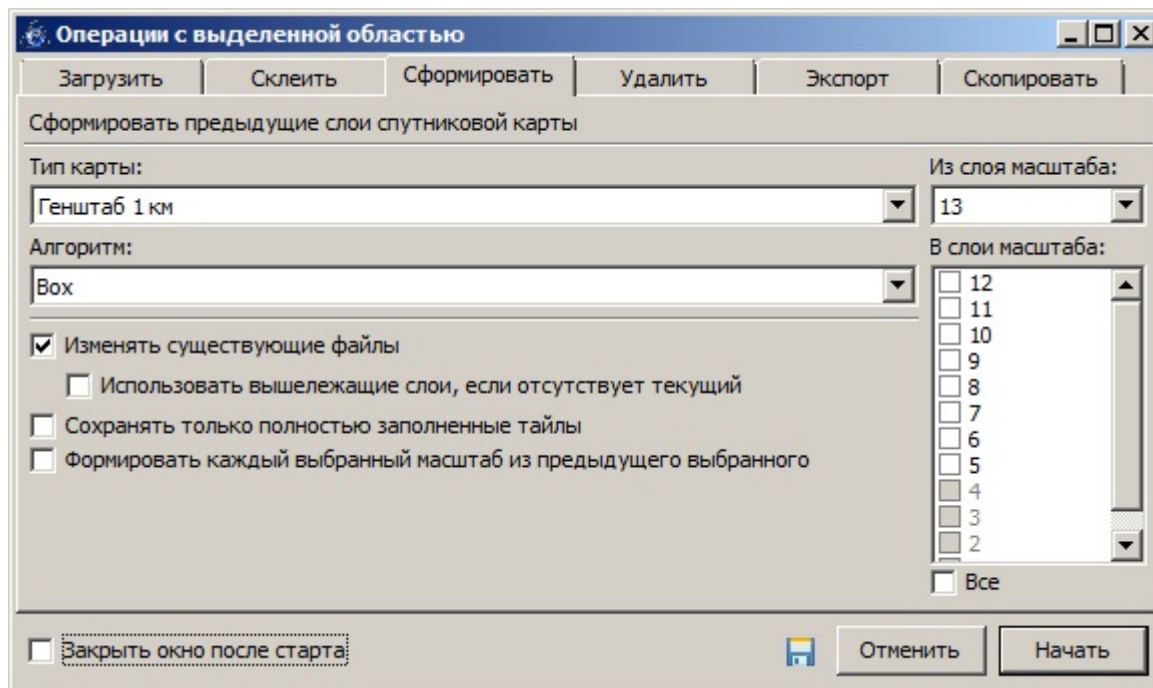 Операции с выделенной областью
Загрузить Склеить Сформировать Удалить Экспорт Скопировать
Сформировать предыдущие слои спутниковой карты
Тип карты: Из слоя масштаба:
Генштаб 1 км 13
Алгоритм: В слои масштаба:
Box
12
11
10
9
8
7
6
5
4
3
2
Изменять существующие файлы
Использовать вышележащие слои, если отсутствует текущий
Сохранять только полностью заполненные тайлы
Формировать каждый выбранный масштаб из предыдущего выбранного
Все
Закрыть окно после старта Отменить Начать